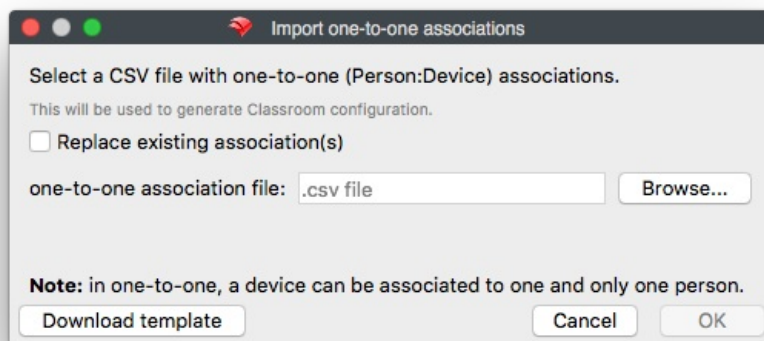 Import one-to-one associations
Select a CSV file with one-to-one (Person:Device) associations.
This will be used to generate Classroom configuration.
Replace existing association(s)
one-to-one association file: .csv file Browse...
Note: in one-to-one, a device can be associated to one and only one person.
Download template Cancel OK